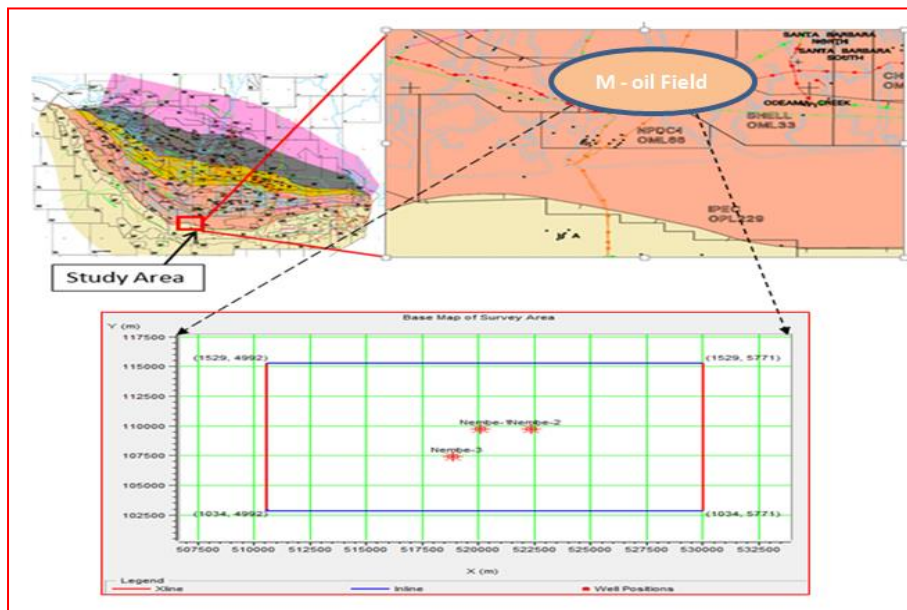 SANTA BARBARA
NORTH
SANTA BARBARA
SOUTH
M - oil Field
ODEAMA CREEK
SHELL
OML33
NPDC4
IPEC
OPL229
A
Study Area
Base Map of Survey Area
Y (m)
117500
(1529, 4992) (1529, 5771)
115000
112500
110000
Nembe-1 Nembe-2
107500
Nembe-3
105000
102500
(1034, 4992) (1034, 5771)
507500 510000 512500 515000 517500 520000 522500 525000 527500 530000 532500
X (m)
Legend
Xline Inline Well Positions